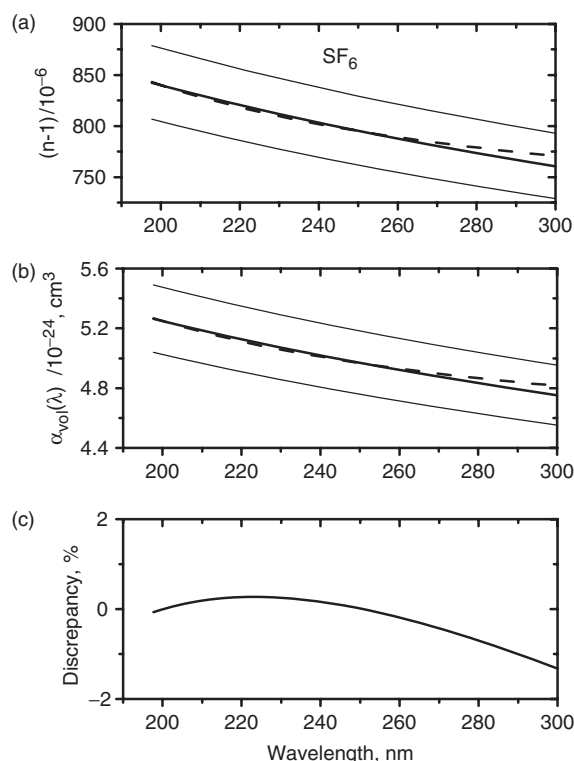 (a)
900
850
800
750
(n-1)/10⁻⁶
SF₆
200 220 240 260 280 300
(b)
5.6
5.2
4.8
4.4
α_vol(λ) /10⁻²⁴, cm³
200 220 240 260 280 300
(c)
2
0
−2
Discrepancy, %
200 220 240 260 280 300
Wavelength, nm